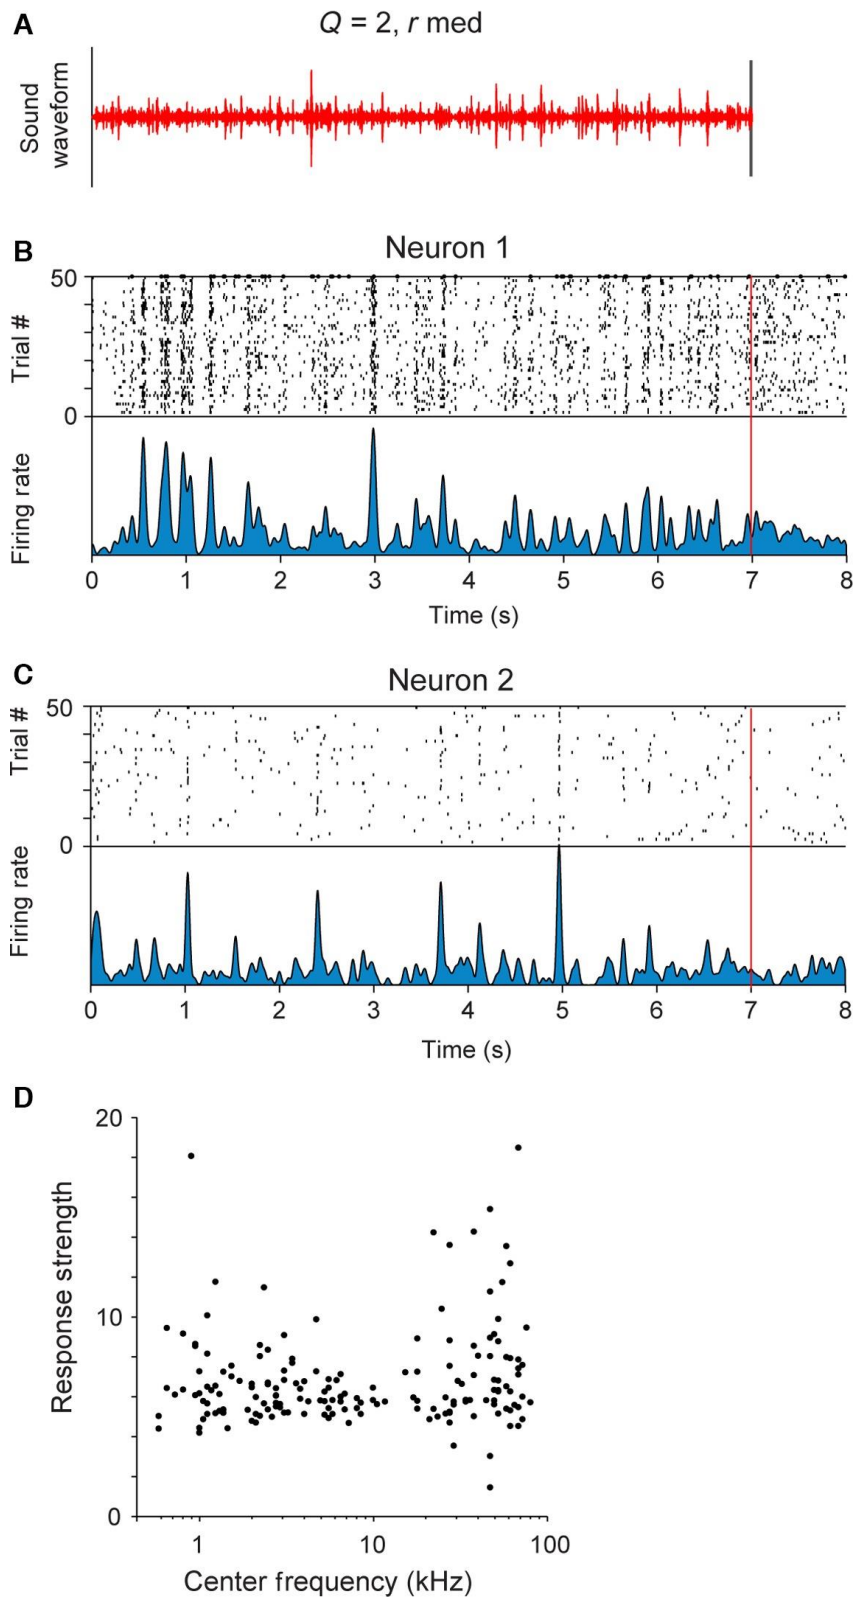 A
Q = 2, r med
Sound
waveform
B
Neuron 1
50
Trial #
0
Firing rate
0 1 2 3 4 5 6 7 8
Time (s)
C
Neuron 2
50
Trial #
0
Firing rate
0 1 2 3 4 5 6 7 8
Time (s)
D
20
Response strength
10
0
1 10 100
Center frequency (kHz)